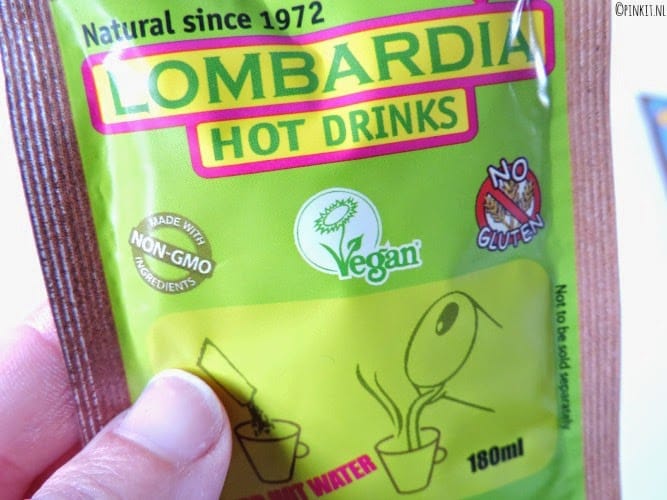 ©PINKIT.NL
Natural since 1972
LOMBARDIA
HOT DRINKS
NO
GLUTEN
MADE WITH
NON-GMO
INGREDIENTS
Vegan
Not to be sold separately
HOT WATER
180ml